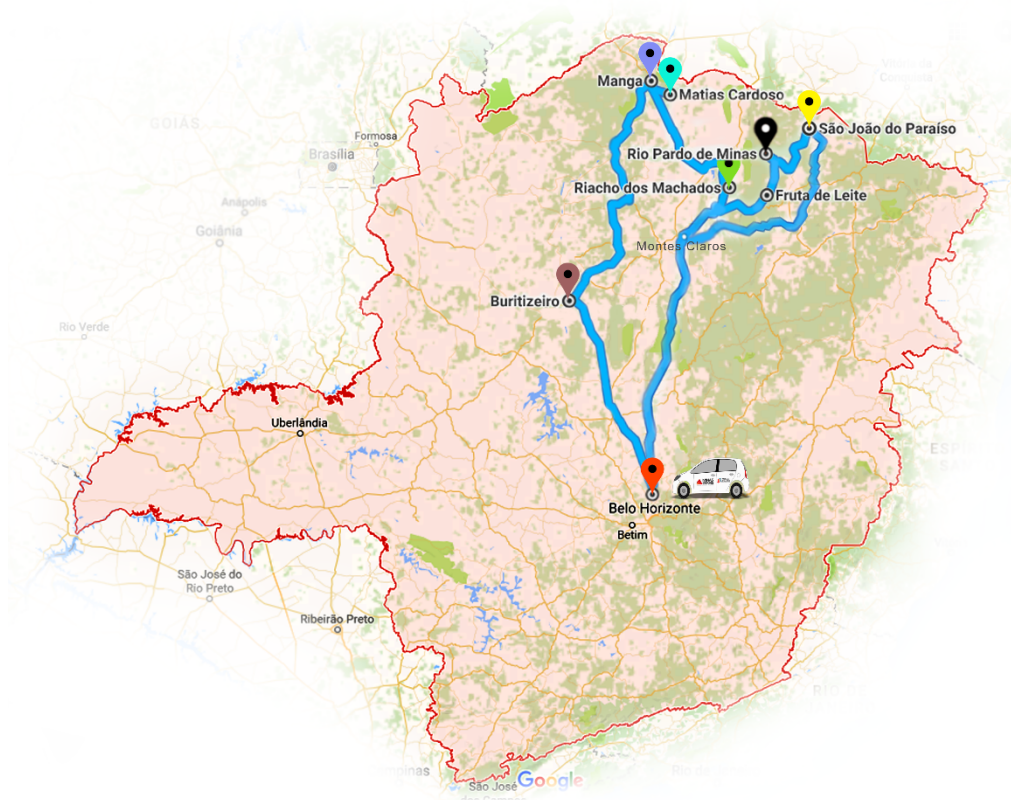 Manga
Matias Cardoso
GOIÁS
São João do Paraíso
Formosa
Brasília
Rio Pardo de Minas
Riacho dos Machados
Fruta de Leite
Anápolis
Goiânia
Montes Claros
Buritizeiro
Rio Verde
Uberlândia
Belo Horizonte
Betim
São José do
Rio Preto
Ribeirão Preto
Google
São José